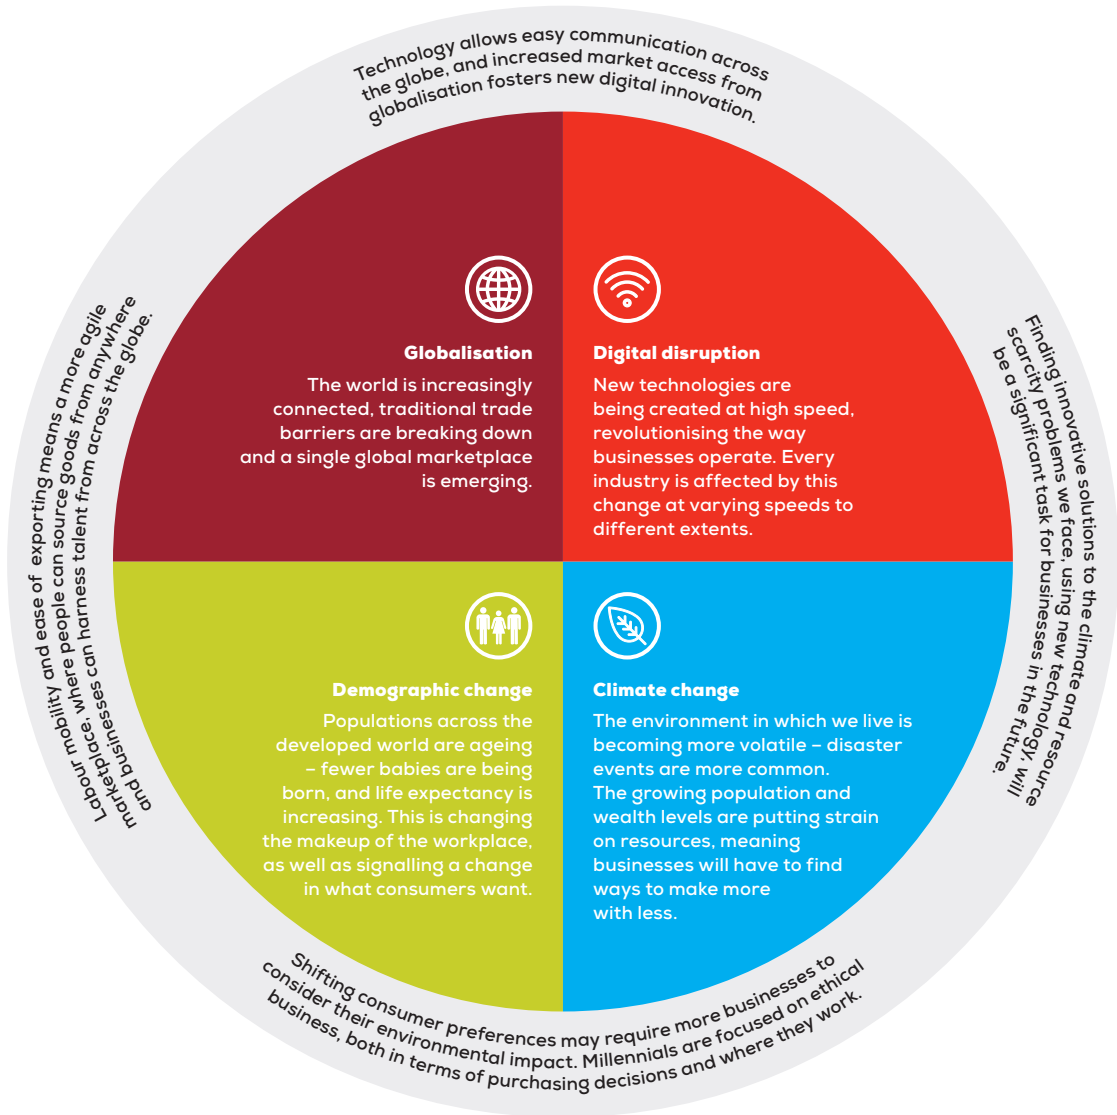 Technology allows easy communication across
the globe, and increased market access from
globalisation fosters new digital innovation.
Globalisation
The world is increasingly
connected, traditional trade
barriers are breaking down
and a single global marketplace
is emerging.
Digital disruption
New technologies are
being created at high speed,
revolutionising the way
businesses operate. Every
industry is affected by this
change at varying speeds to
different extents.
Labour mobility and ease of exporting means a more agile
marketplace, where people can source goods from anywhere
and businesses can harness talent from across the globe.
Finding innovative solutions to the climate and resource
scarcity problems we face, using new technology, will
be a significant task for businesses in the future.
Demographic change
Populations across the
developed world are ageing
– fewer babies are being
born, and life expectancy is
increasing. This is changing
the makeup of the workplace,
as well as signalling a change
in what consumers want.
Climate change
The environment in which we live is
becoming more volatile – disaster
events are more common.
The growing population and
wealth levels are putting strain
on resources, meaning
businesses will have to find
ways to make more
with less.
Shifting consumer preferences may require more businesses to
consider their environmental impact. Millennials are focused on ethical
business, both in terms of purchasing decisions and where they work.